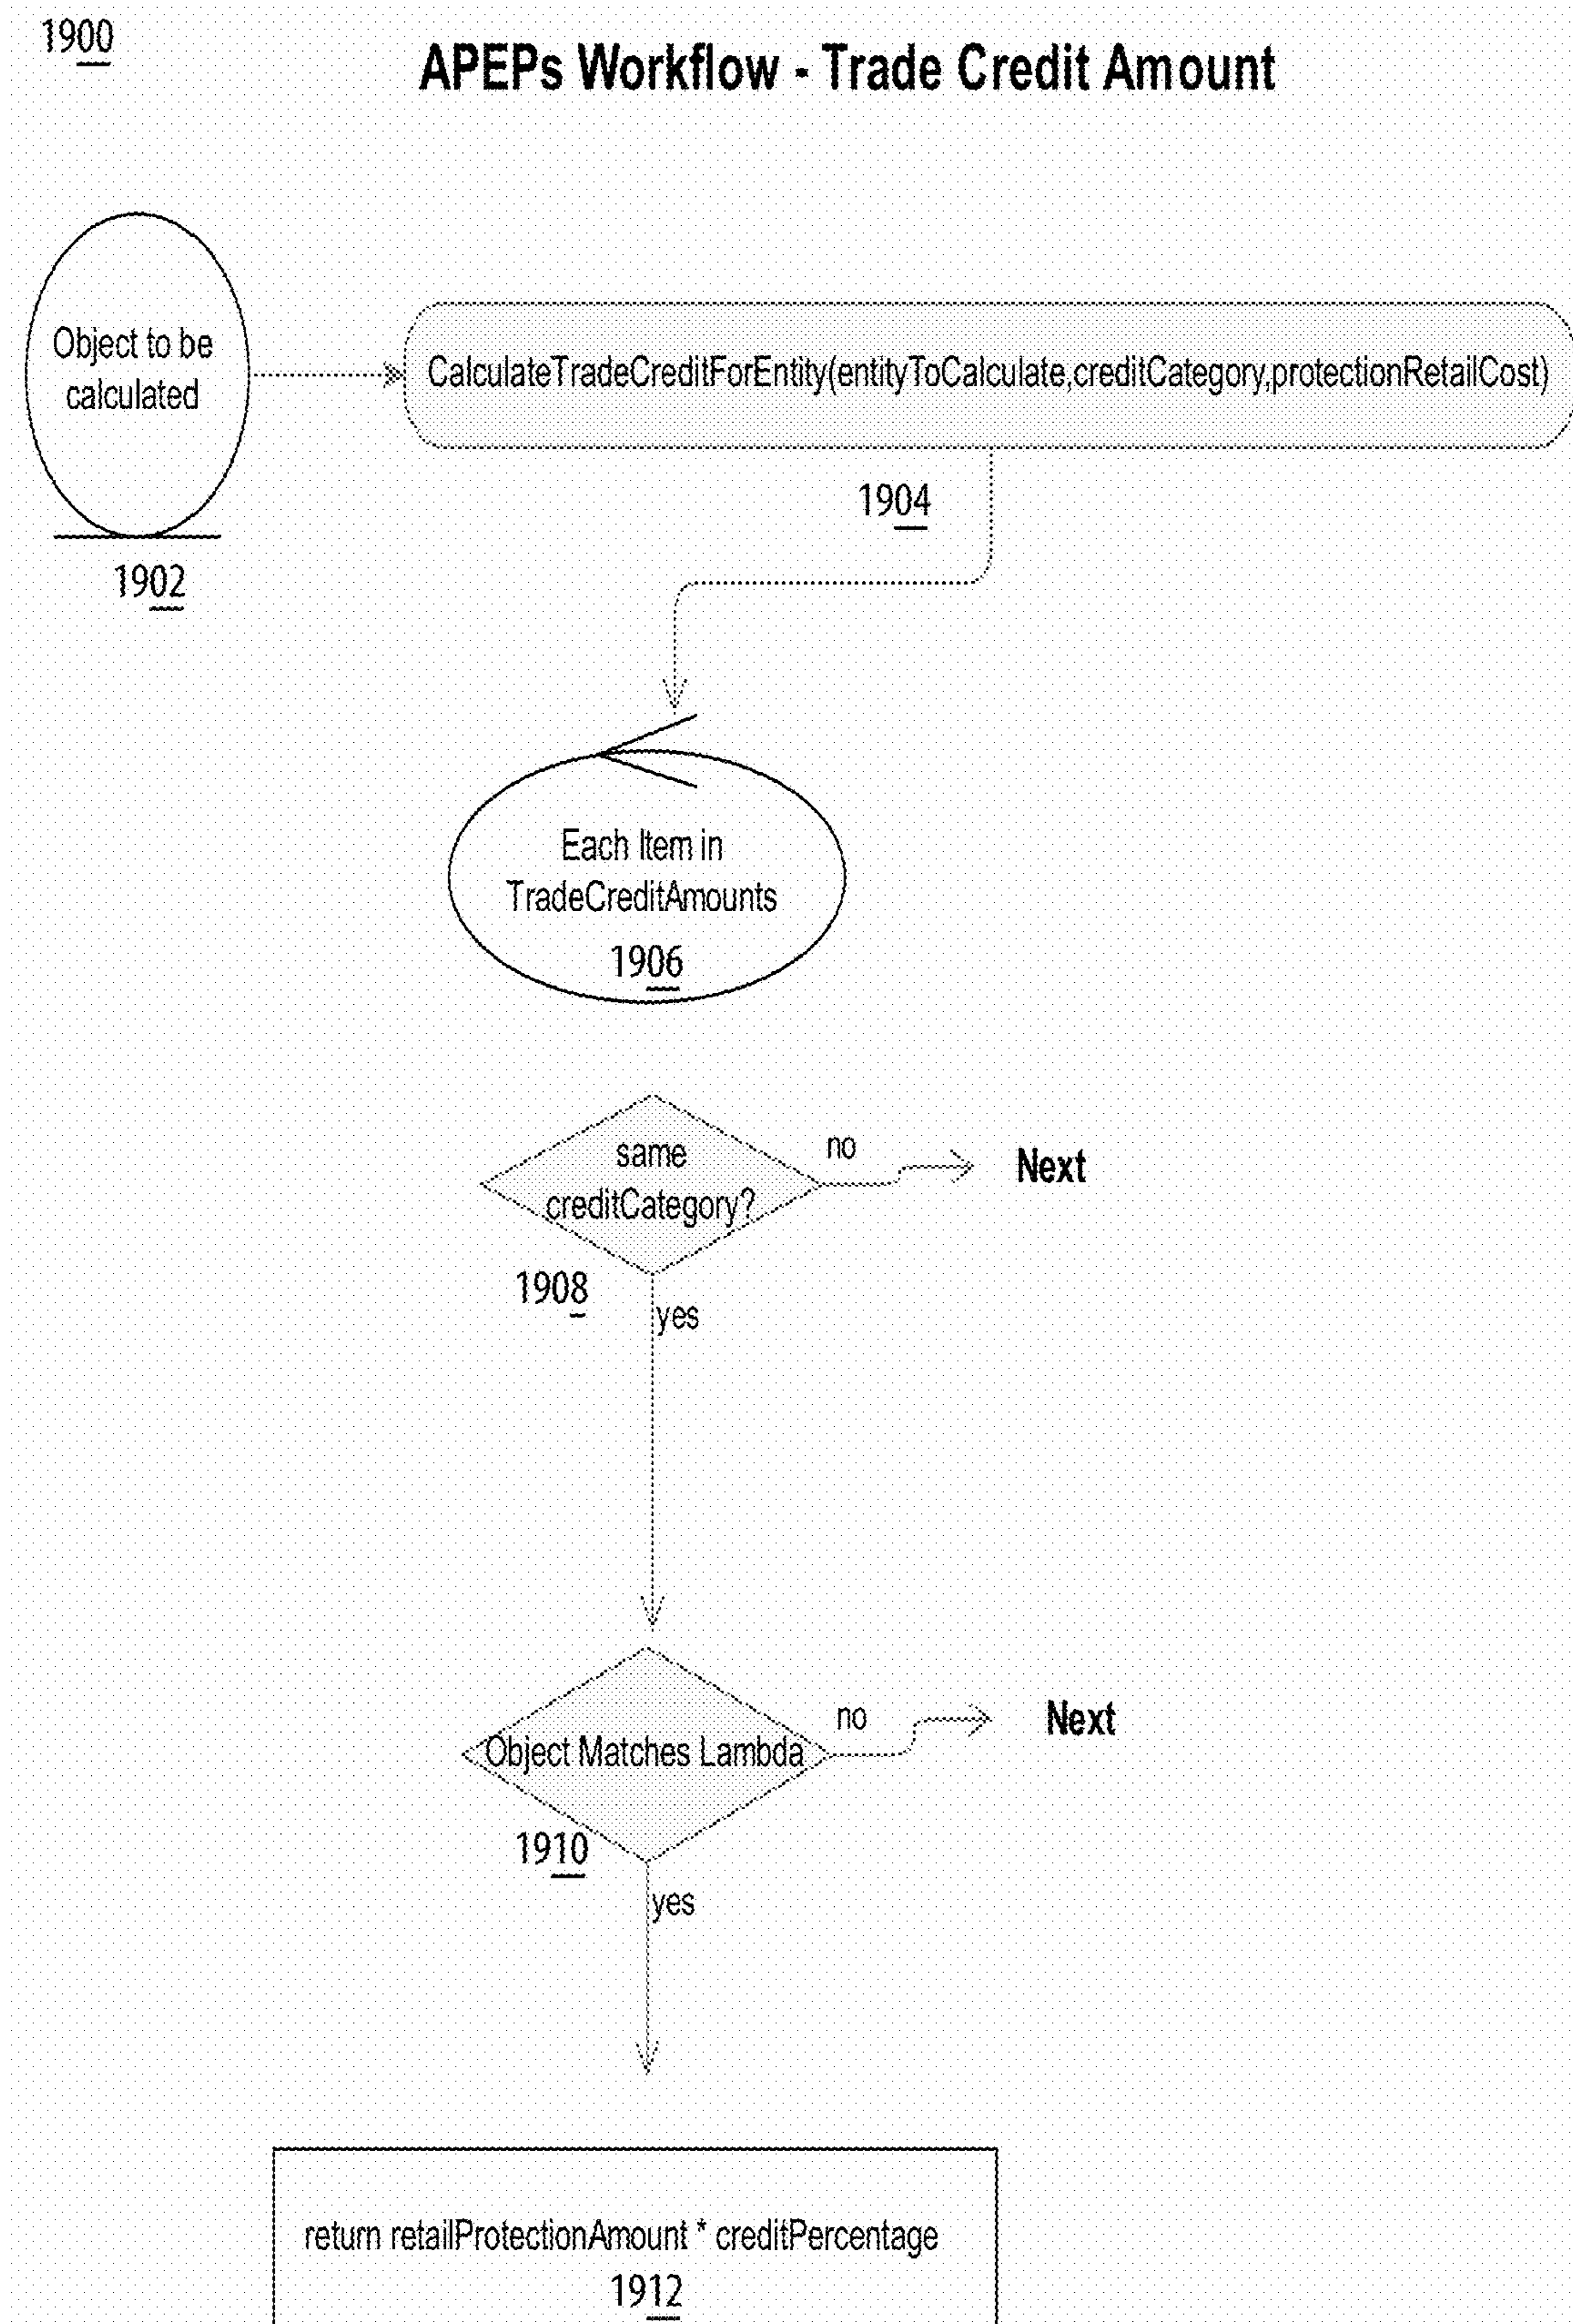 1900
APEPs Workflow - Trade Credit Amount
Object to be
calculated
CalculateTradeCreditForEntity(entityToCalculate,creditCategory,protectionRetailCost)
1904
1902
Each Item in
TradeCreditAmounts
1906
same
creditCategory?
no
Next
1908
yes
Object Matches Lambda
no
Next
1910
yes
return retailProtectionAmount * creditPercentage
1912